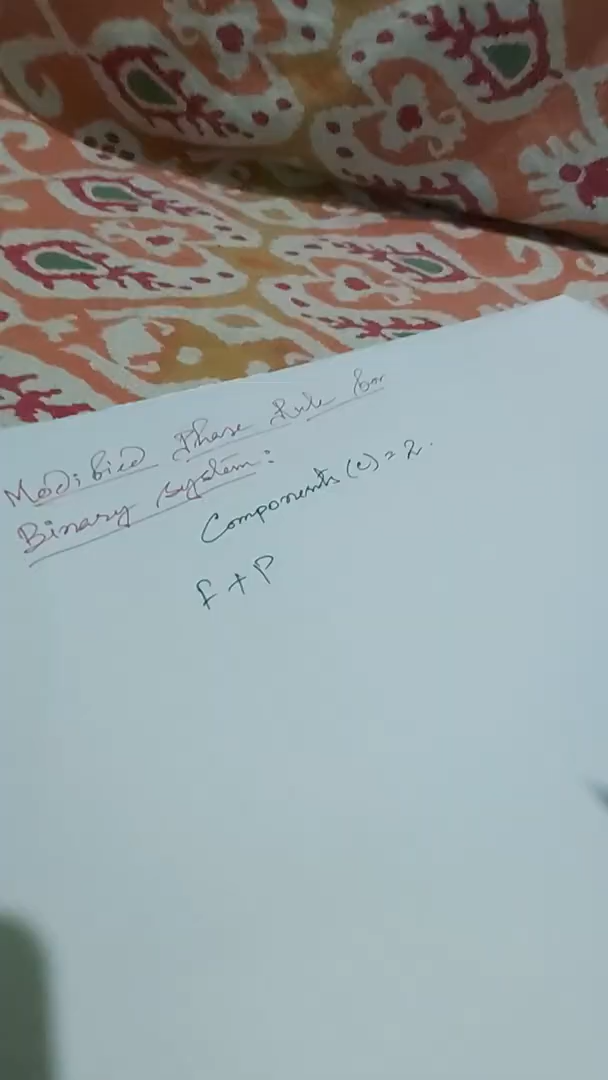 Modified Phase Rule for
Binary System:
Components (c) = 2.
F + P